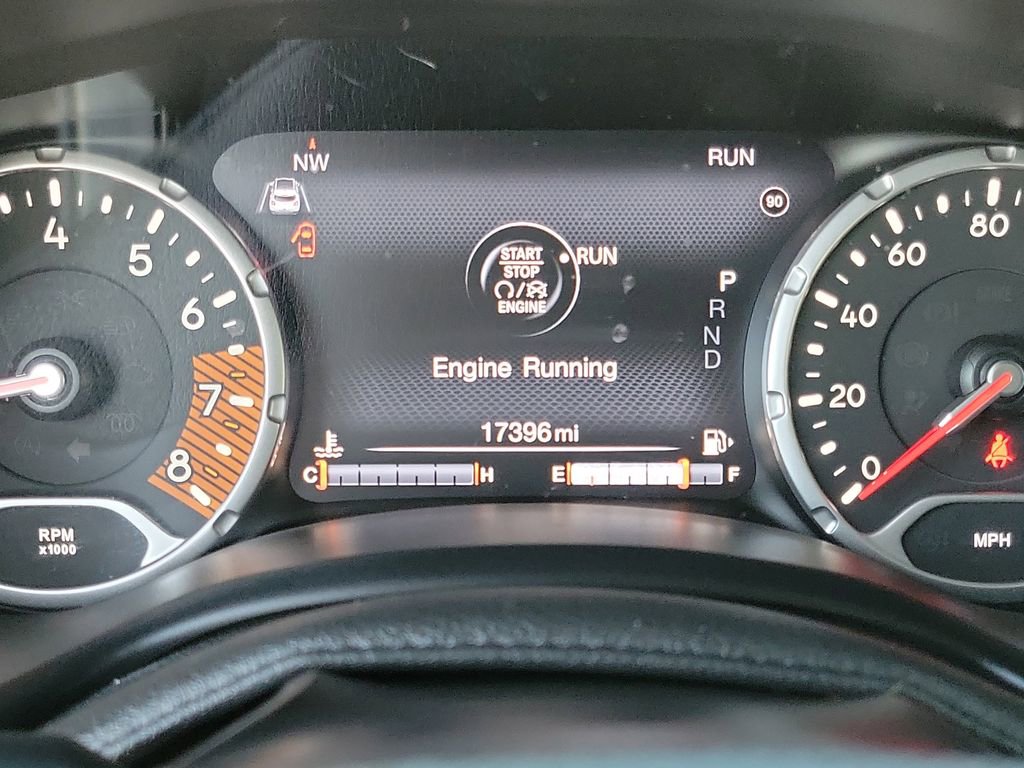 NW
RUN
90
START
STOP
ENGINE
RUN
P
R
N
D
Engine Running
17396 mi
C
H
E
F
4
5
6
7
8
RPM
x1000
0
20
40
60
80
MPH